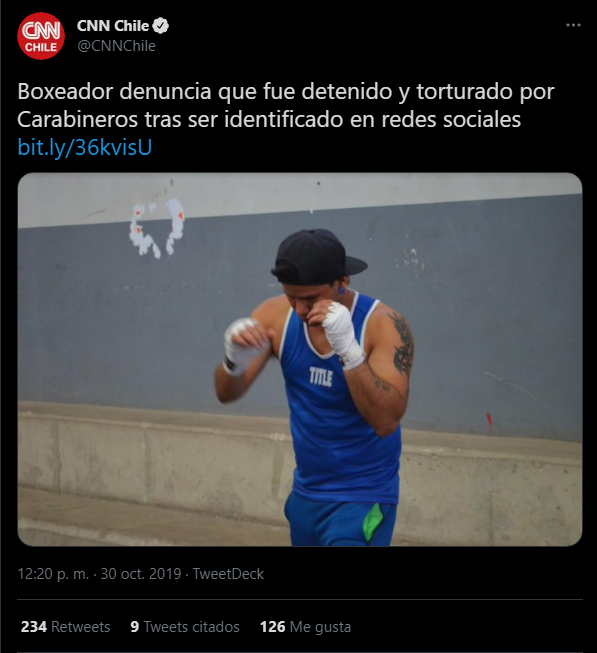 CNN
CHILE
CNN Chile
@CNNChile
Boxeador denuncia que fue detenido y torturado por
Carabineros tras ser identificado en redes sociales
bit.ly/36kvisU
TITLE
12:20 p. m. · 30 oct. 2019 · TweetDeck
234 Retweets 9 Tweets citados 126 Me gusta